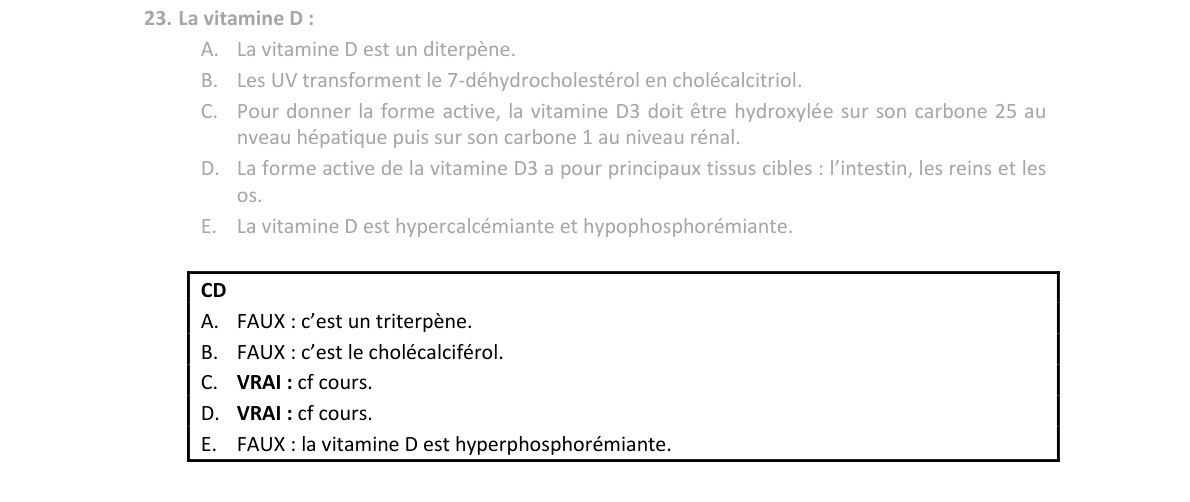 23. La vitamine D :
A. La vitamine D est un diterpène.
B. Les UV transforment le 7-déhydrocholestérol en cholécalcitriol.
C. Pour donner la forme active, la vitamine D3 doit être hydroxylée sur son carbone 25 au
nveau hépatique puis sur son carbone 1 au niveau rénal.
D. La forme active de la vitamine D3 a pour principaux tissus cibles : l’intestin, les reins et les
os.
E. La vitamine D est hypercalcémiante et hypophosphorémiante.
CD
A. FAUX : c’est un triterpène.
B. FAUX : c’est le cholécalciférol.
C. VRAI : cf cours.
D. VRAI : cf cours.
E. FAUX : la vitamine D est hyperphosphorémiante.